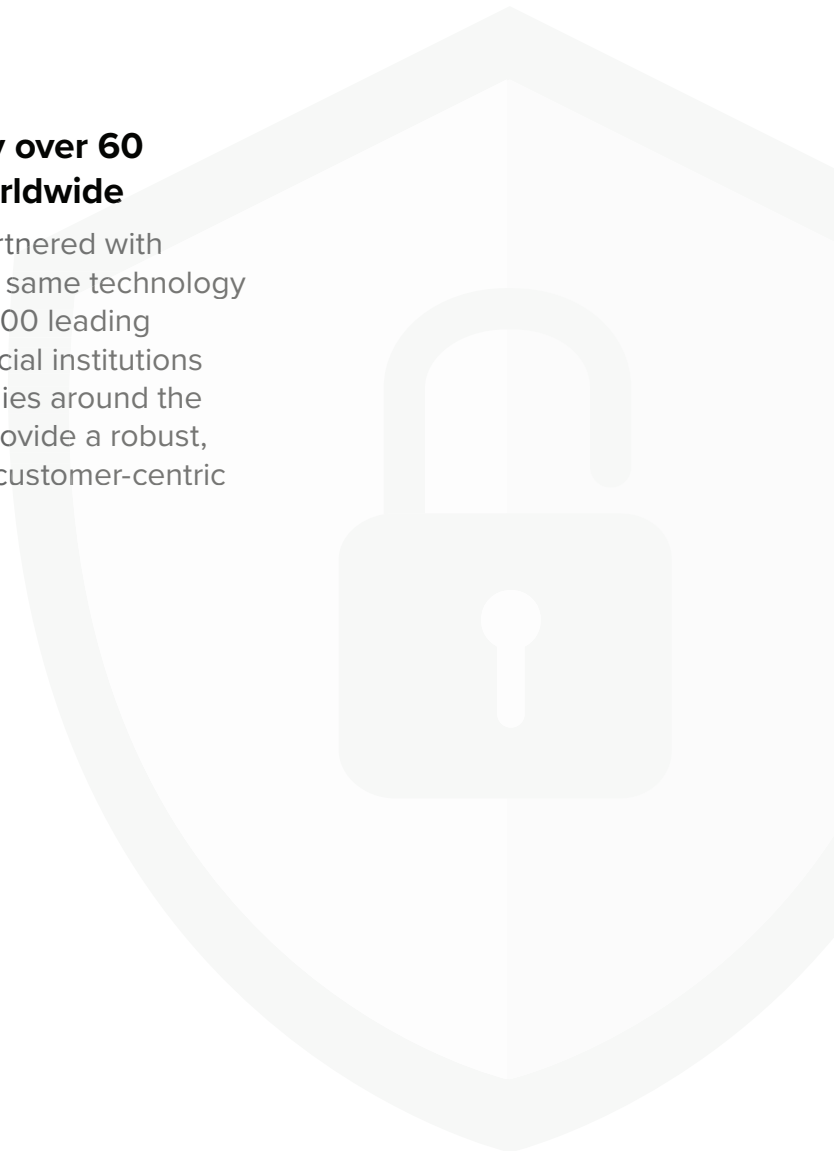 y over 60
rldwide
rtnered with
same technology
00 leading
cial institutions
ies around the
ovide a robust,
customer-centric